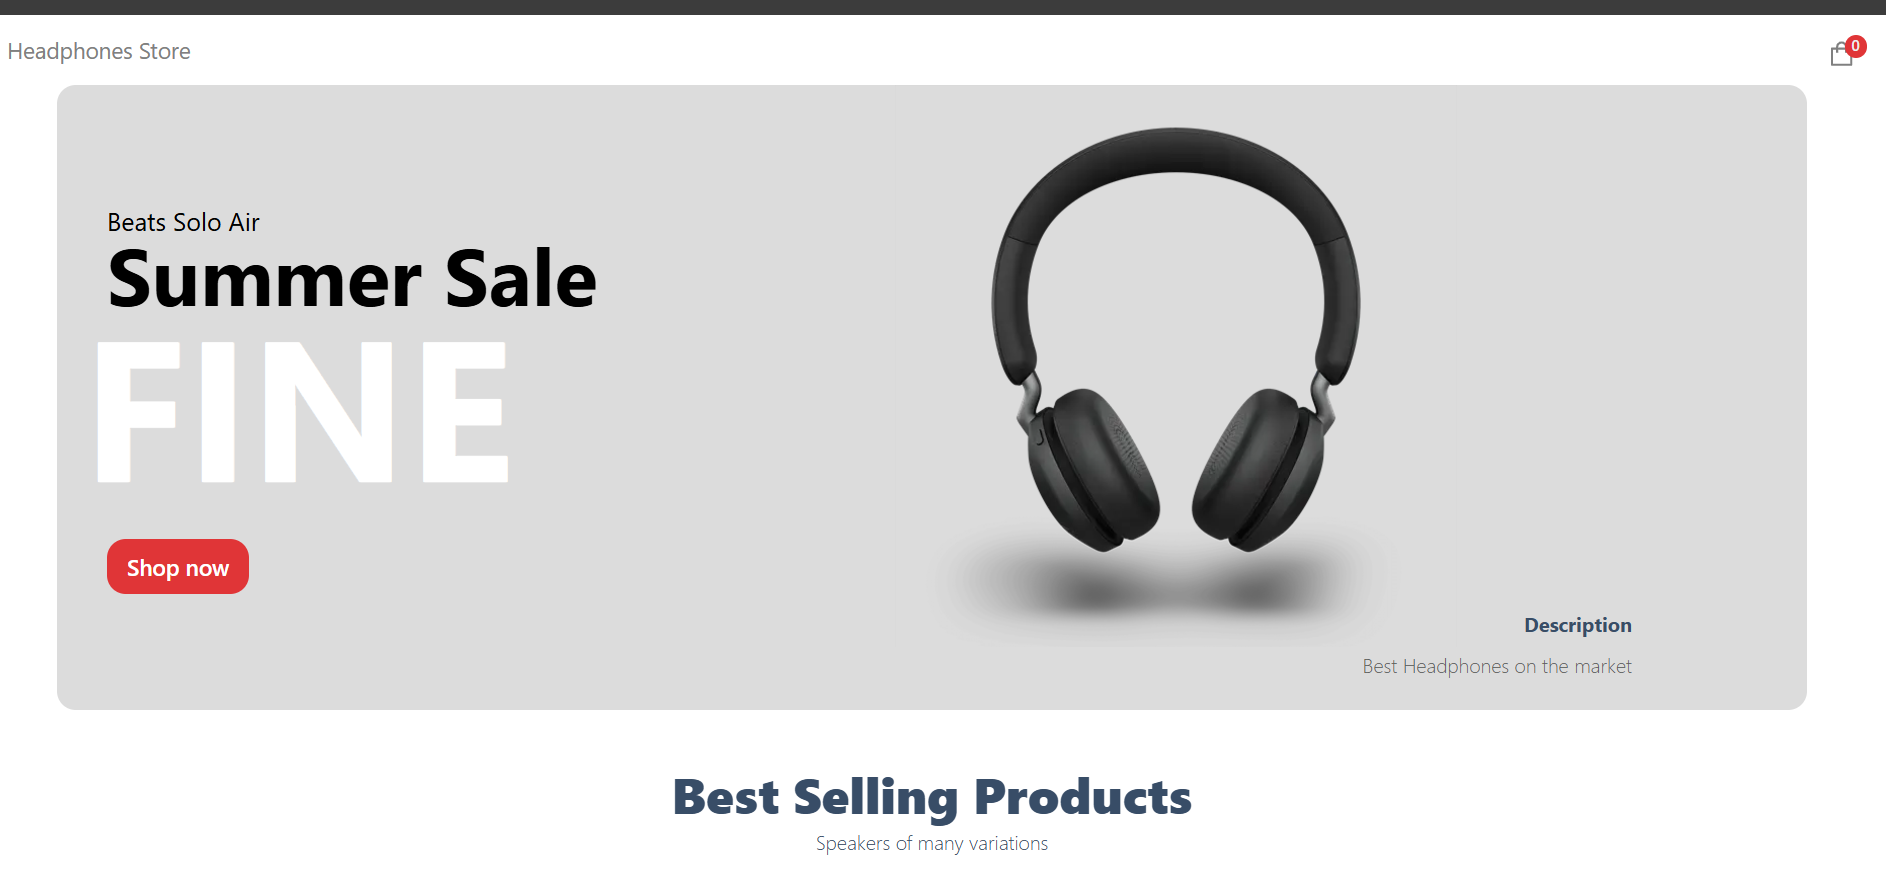 Headphones Store
0
Beats Solo Air
Summer Sale
FINE
Shop now
Description
Best Headphones on the market
Best Selling Products
Speakers of many variations